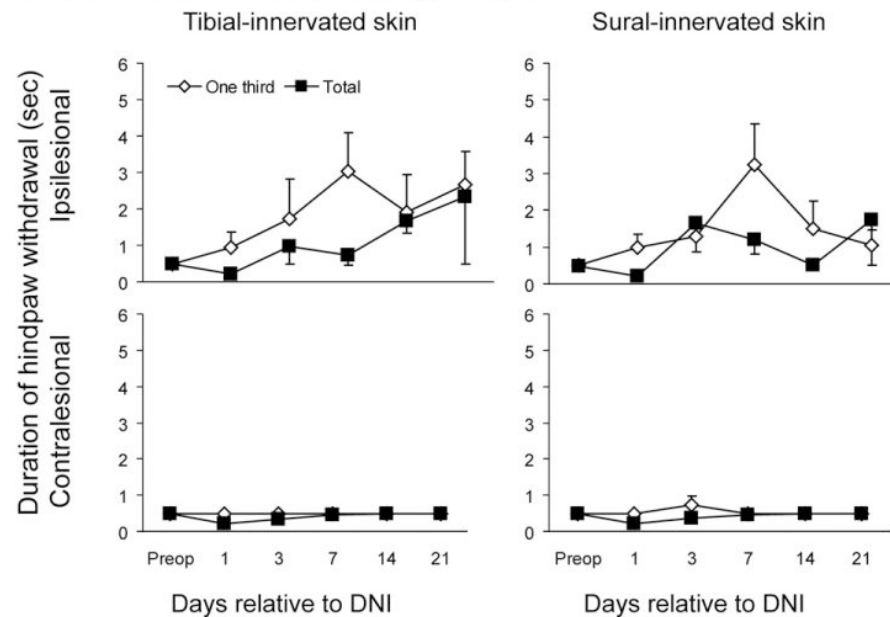 Tibial-innervated skin
Sural-innervated skin
Duration of hindpaw withdrawal (sec)
Ipsilesional
Contralesional
6
5
4
3
2
1
0
One third
Total
6
5
4
3
2
1
0
6
5
4
3
2
1
0
Preop 1 3 7 14 21
Days relative to DNI
6
5
4
3
2
1
0
Preop 1 3 7 14 21
Days relative to DNI